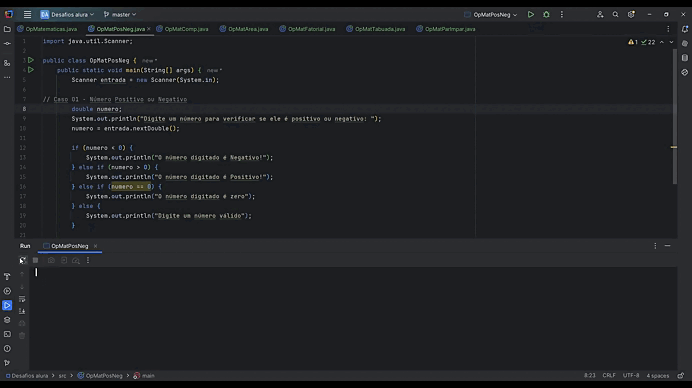 DA Desafios alura master OpMatPosNeg
OpMatematicas.java OpMatPosNeg.java OpMatComp.java OpMatArea.java OpMatFatorial.java OpMatTabuada.java OpMatParImpar.java
1 import java.util.Scanner;
1 22
2
3 public class OpMatPosNeg { new *
4 public static void main(String[] args) { new *
5 Scanner entrada = new Scanner(System.in);
6
7 // Caso 01 - Número Positivo ou Negativo
8 double numero;
9 System.out.println("Digite um número para verificar se ele é positivo ou negativo: ");
10 numero = entrada.nextDouble();
11
12 if (numero < 0) {
13 System.out.println("O número digitado é Negativo!");
14 } else if (numero > 0) {
15 System.out.println("O número digitado é Positivo!");
16 } else if (numero == 0) {
17 System.out.println("O número digitado é zero");
18 } else {
19 System.out.println("Digite um número válido");
20 }
21
Run OpMatPosNeg
Desafios alura > src > OpMatPosNeg > main 8:23 CRLF UTF-8 4 spaces